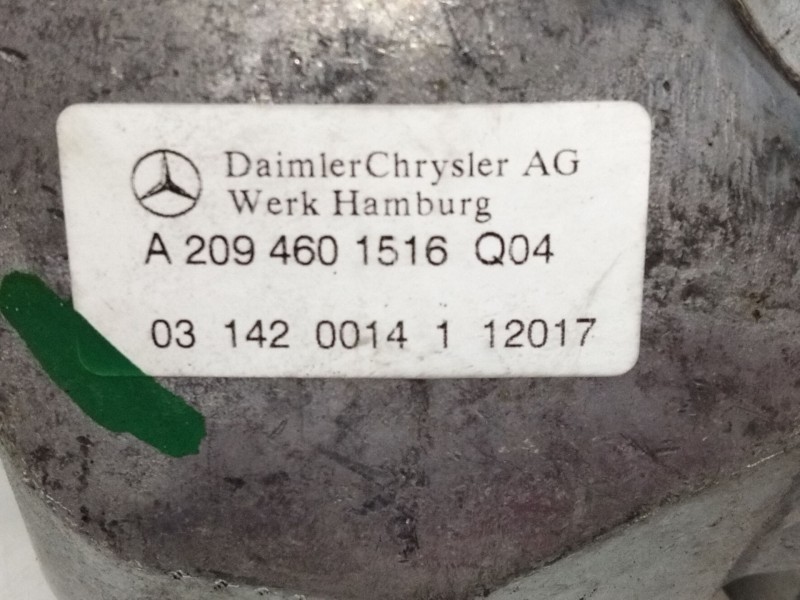 DaimlerChrysler AG
Werk Hamburg
A 209 460 1516 Q04
03 142 0014 1 12017